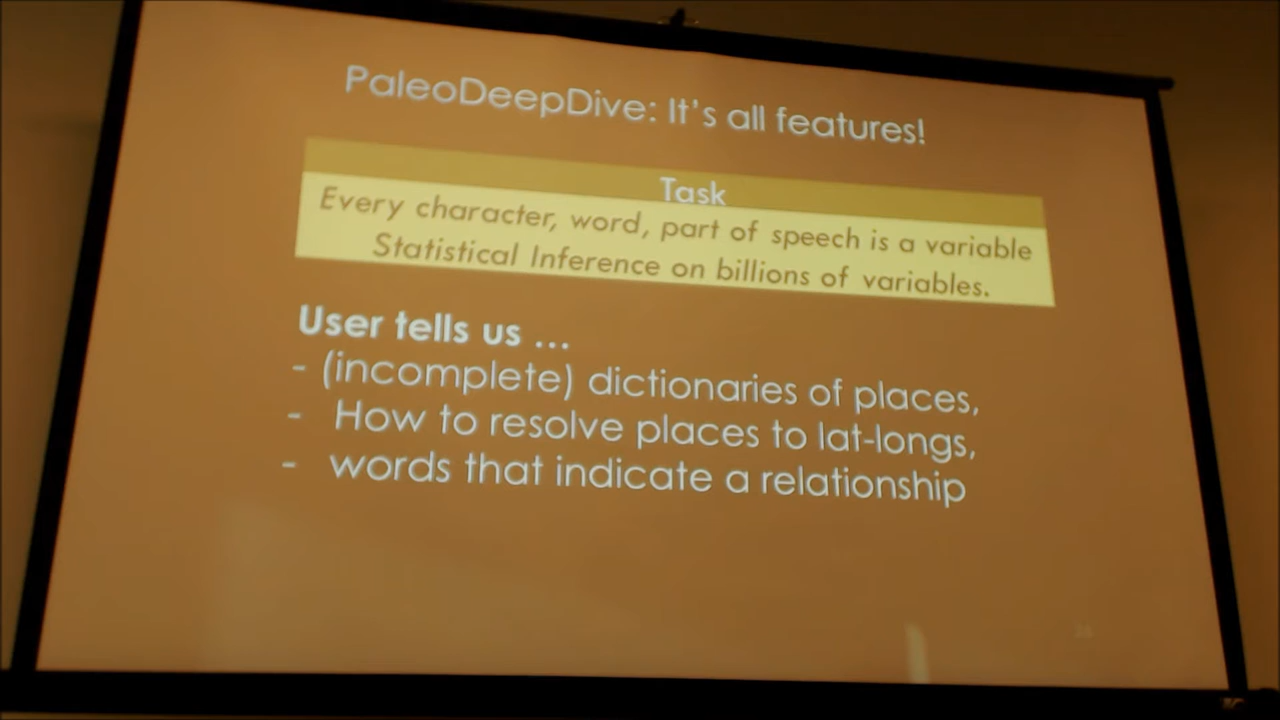 PaleoDeepDive: It's all features!
Task
Every character, word, part of speech is a variable
Statistical Inference on billions of variables.
User tells us ...
- (incomplete) dictionaries of places,
- How to resolve places to lat-longs,
- words that indicate a relationship